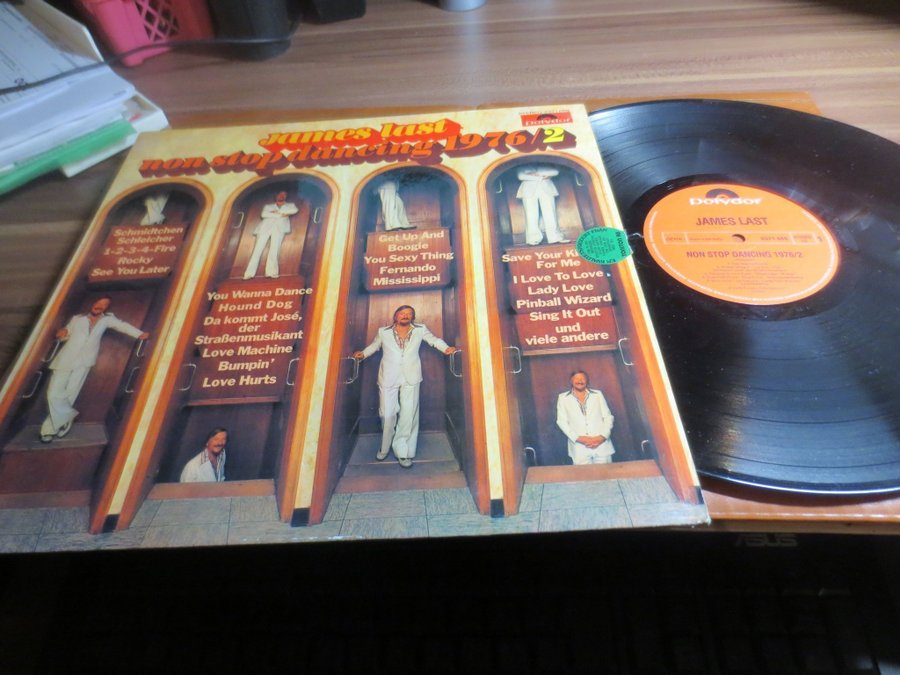 Polydor
james last
non stop dancing 1976/2
Schmidtchen
Schleicher
1-2-3-4-Fire
Rocky
See You Later
You Wanna Dance
Hound Dog
Da kommt José,
der
Straßenmusikant
Love Machine
Bumpin'
Love Hurts
Get Up And
Boogie
You Sexy Thing
Fernando
Mississippi
For Me
I Love To Love
Lady Love
Pinball Wizard
Sing It Out
und
viele andere
Polydor
JAMES LAST
NON STOP DANCING 1976/2
ASUS